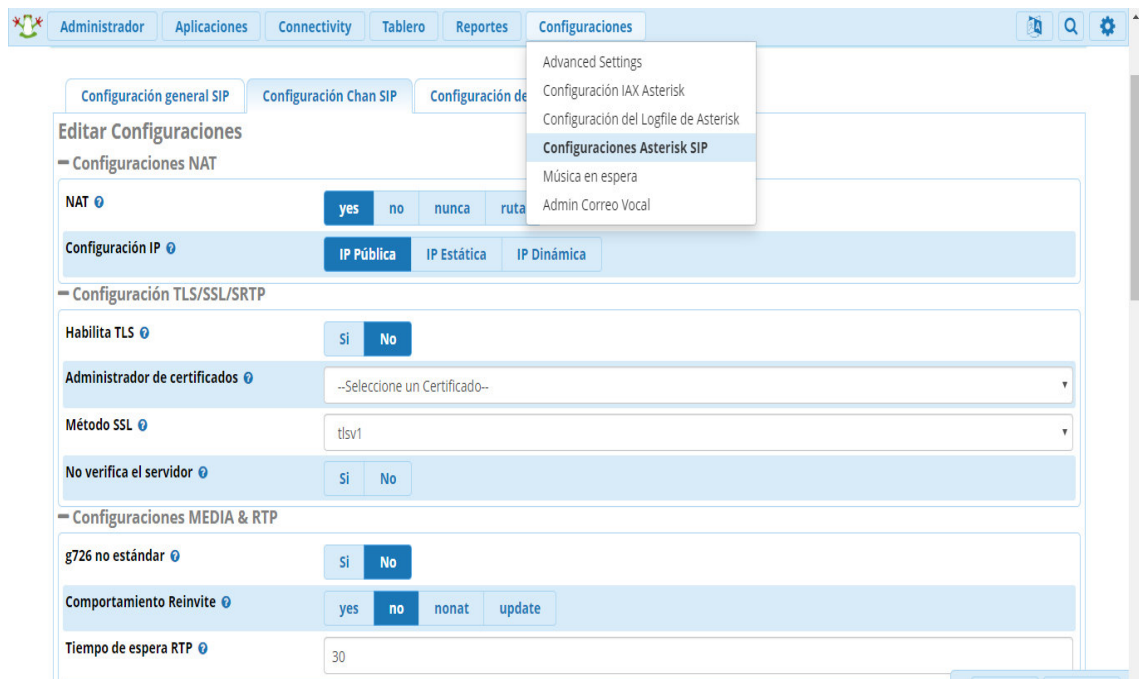 Administrador Aplicaciones Connectivity Tablero Reportes Configuraciones
Advanced Settings
Configuración IAX Asterisk
Configuración del Logfile de Asterisk
Configuraciones Asterisk SIP
Música en espera
Admin Correo Vocal
Configuración general SIP Configuración Chan SIP Configuración de
Editar Configuraciones
Configuraciones NAT
NAT yes no nunca ruta
Configuración IP IP Pública IP Estática IP Dinámica
Configuración TLS/SSL/SRTP
Habilita TLS Si No
Administrador de certificados --Seleccione un Certificado--
Método SSL tlsv1
No verifica el servidor Si No
Configuraciones MEDIA & RTP
g726 no estándar Si No
Comportamiento Reinvite yes no nonat update
Tiempo de espera RTP 30